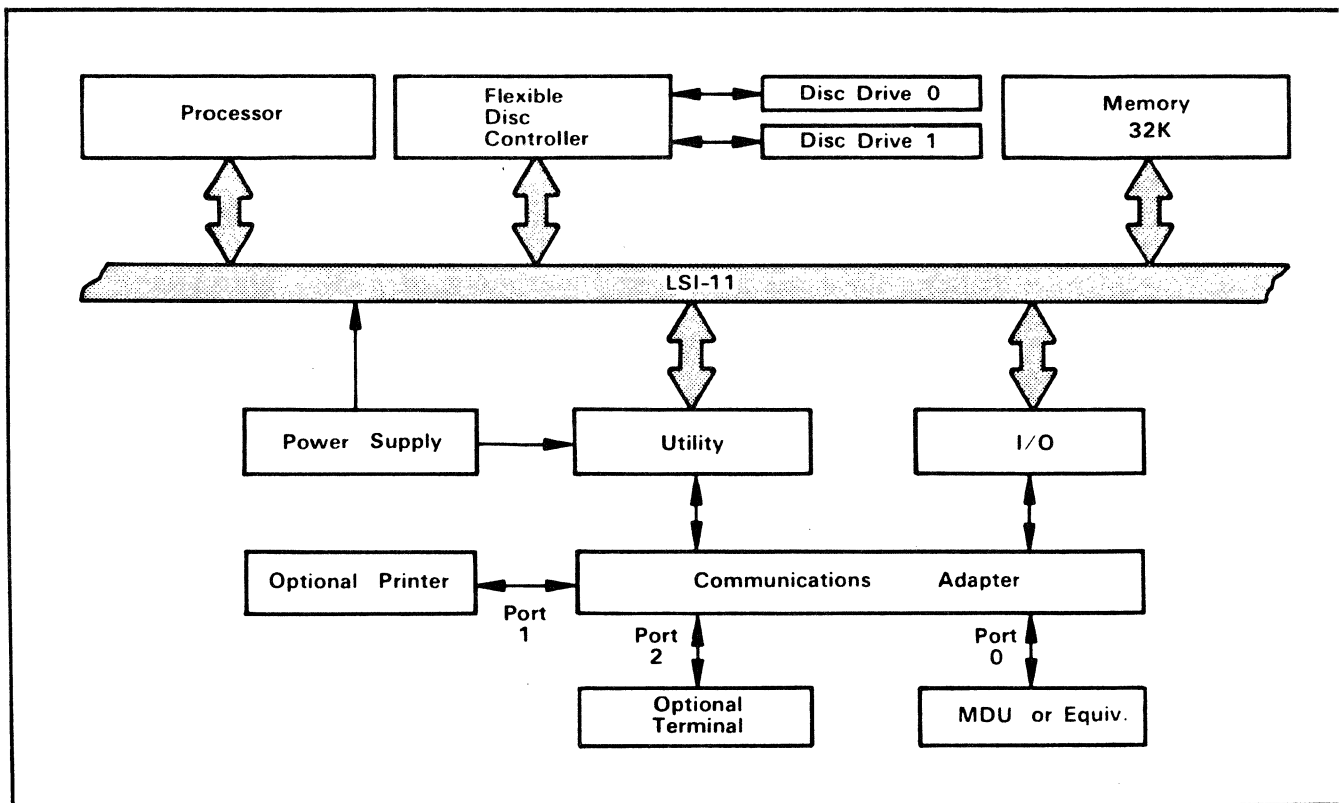 Processor
Flexible
Disc
Controller
Disc Drive 0
Disc Drive 1
Memory
32K
LSI-11
Power Supply
Utility
I/O
Optional Printer
Communications Adapter
Port
1
Port
2
Port
0
Optional
Terminal
MDU or Equiv.